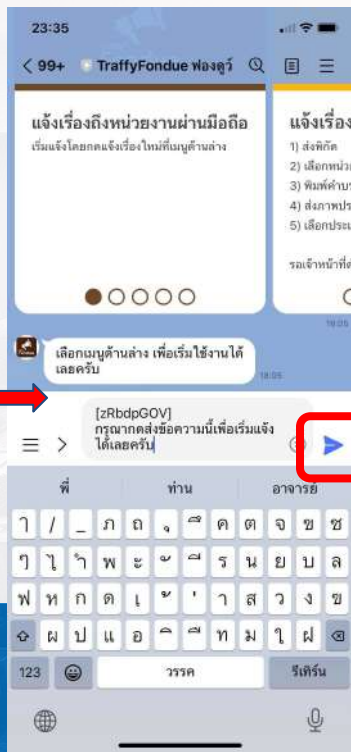 23:35
99+ TraffyFondue ฟองดูว์
แจ้งเรื่องถึงหน่วยงานผ่านมือถือ
เริ่มแจ้งโดยกดแจ้งเรื่องใหม่ที่เมนูด้านล่าง
แจ้งเรื่อง
1) ส่งพิกัด
2) เลือกหน่วย
3) พิมพ์คำบร
4) ส่งภาพปร
5) เลือกประเ
รอเจ้าหน้าที่ต
19:05
เลือกเมนูด้านล่าง เพื่อเริ่มใช้งานได้
เลยครับ
19:05
[zRbdpGOV]
กรุณากดส่งข้อความนี้เพื่อเริ่มแจ้ง
ได้เลยครับ
พี่ ท่าน อาจารย์
ๅ / _ ภ ถ ุ ึ ค ต จ ข ช
ๆ ไ ำ พ ะ ั ี ร น ย บ ล
ฟ ห ก ด เ ้ ่ า ส ว ง ฃ
ผ ป แ อ ิ ื ท ม ใ ฝ
123 วรรค รีเทิร์น